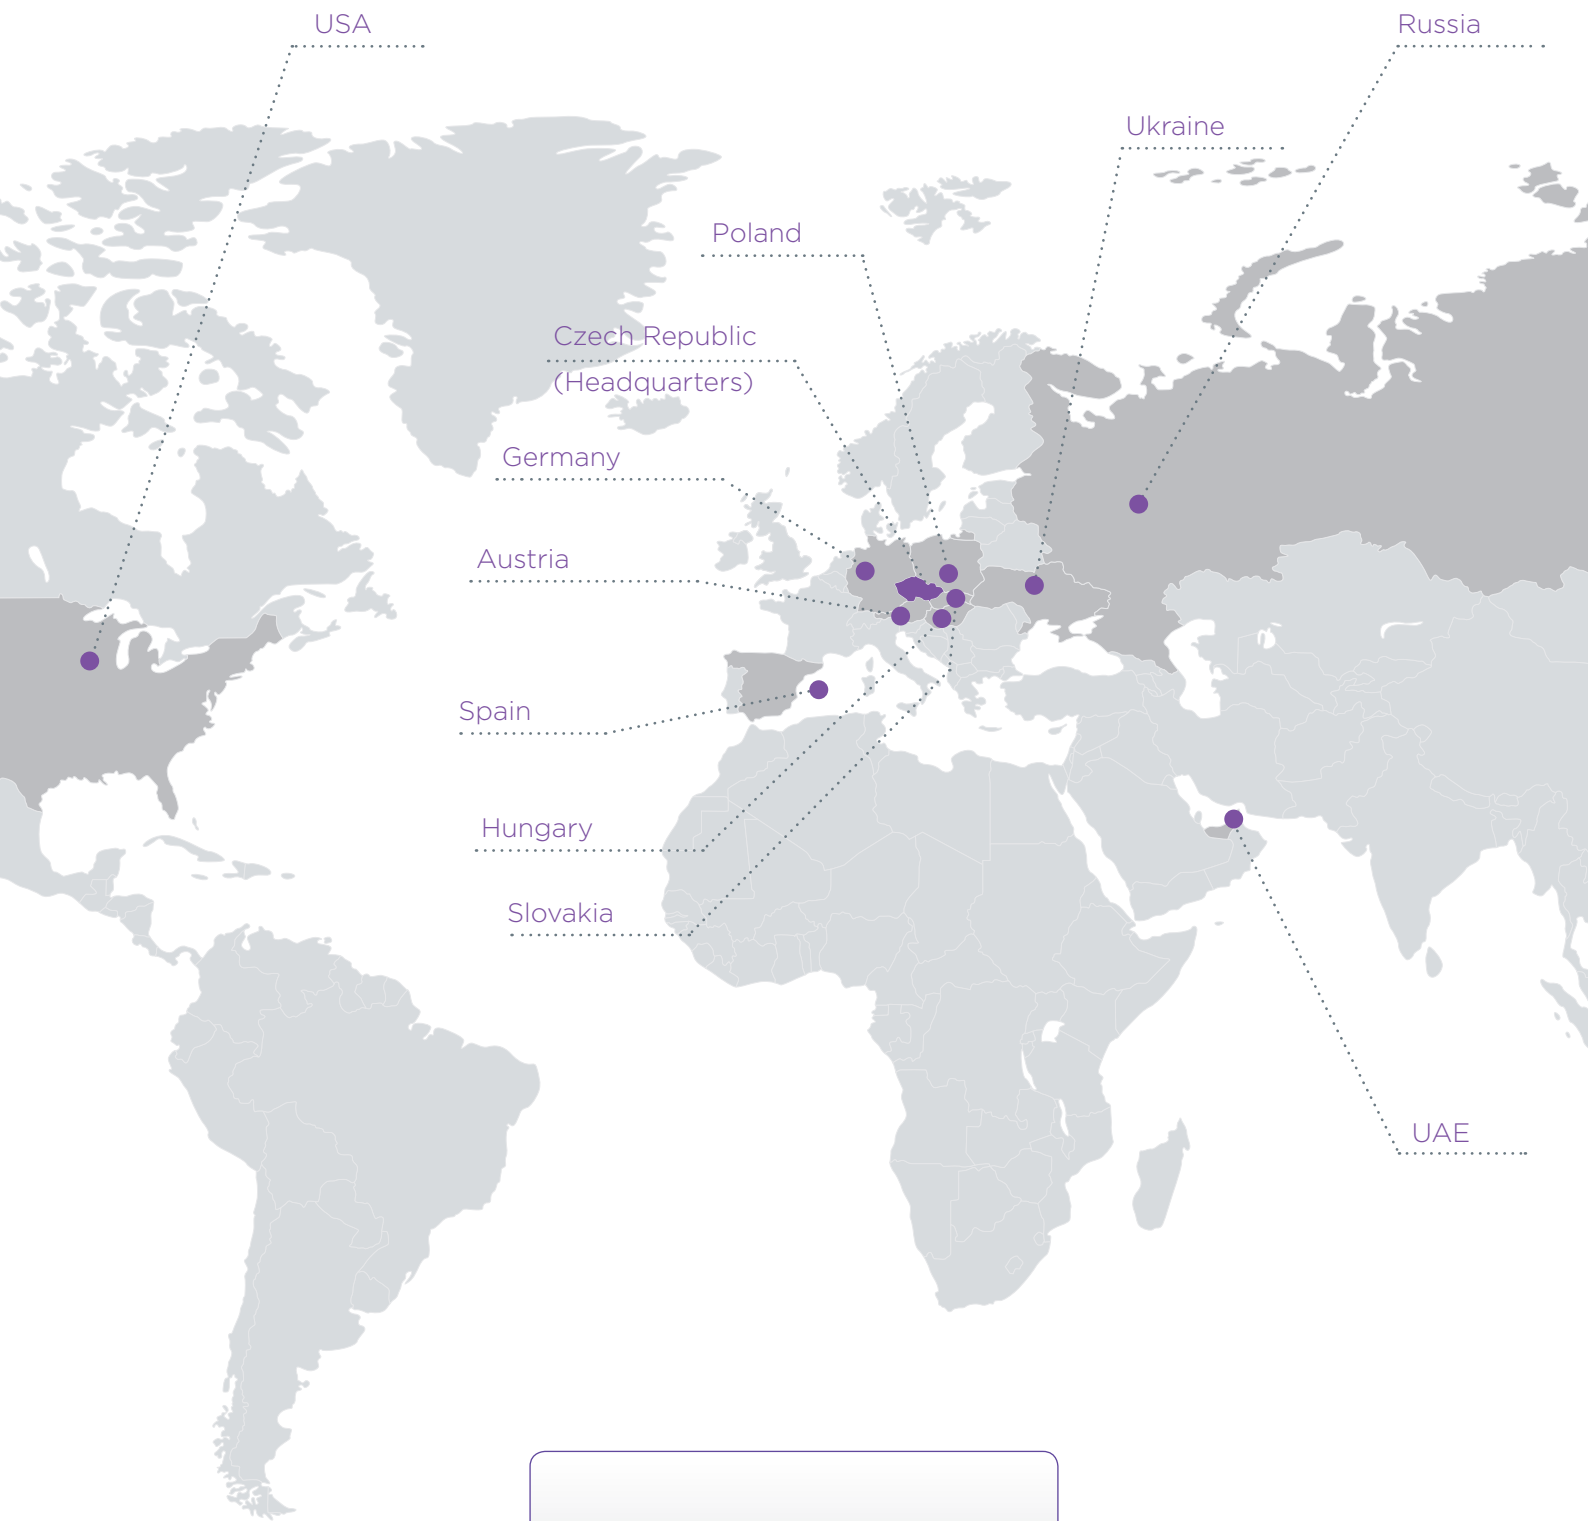 USA
Russia
Ukraine
Poland
Czech Republic
(Headquarters)
Germany
Austria
Spain
Hungary
Slovakia
UAE